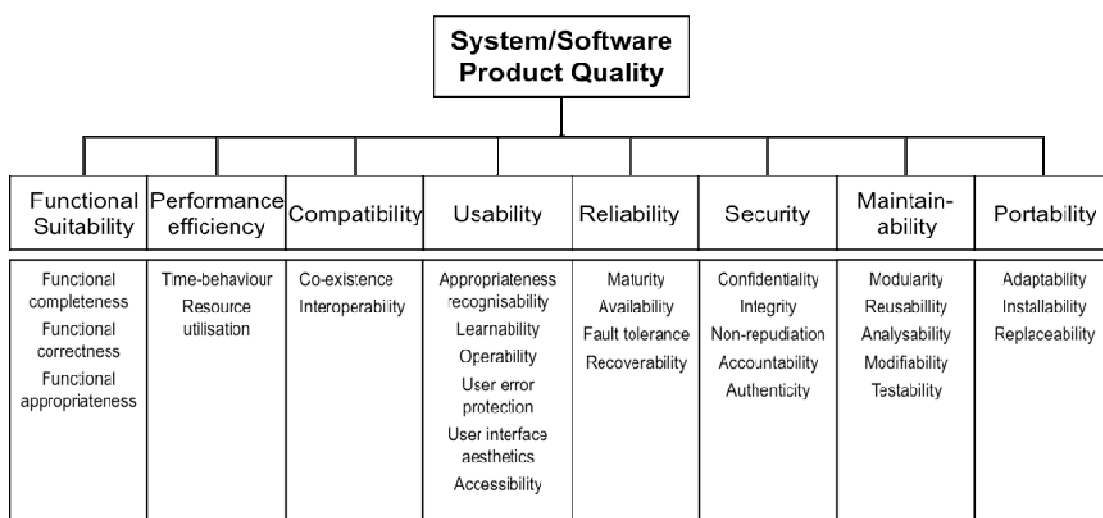 System/Software
Product Quality
Functional
Suitability
Performance
efficiency
Compatibility
Usability
Reliability
Security
Maintain-
ability
Portability
Functional
completeness
Functional
correctness
Functional
appropriateness
Time-behaviour
Resource
utilisation
Co-existence
Interoperability
Appropriateness
recognisability
Learnability
Operability
User error
protection
User interface
aesthetics
Accessibility
Maturity
Availability
Fault tolerance
Recoverability
Confidentiality
Integrity
Non-repudiation
Accountability
Authenticity
Modularity
Reusabillity
Analysability
Modifiability
Testability
Adaptability
Installability
Replaceability